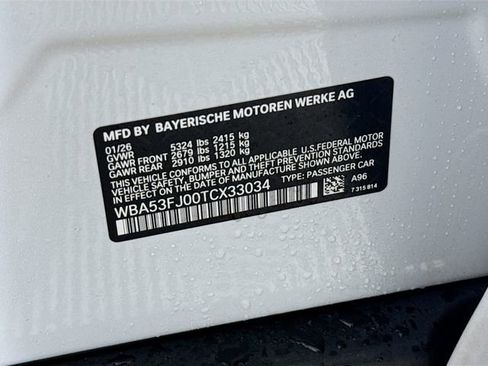 MFD BY BAYERISCHE MOTOREN WERKE AG
01/26
GVWR 5324 lbs 2415 kg
GAWR FRONT 2679 lbs 1215 kg
GAWR REAR 2910 lbs 1320 kg
THIS VEHICLE CONFORMS TO ALL APPLICABLE U.S.FEDERAL MOTOR
VEHICLE SAFETY, BUMPER, AND THEFT PREVENTION STANDARDS IN
EFFECT ON THE DATE OF MANUFACTURE SHOWN ABOVE.
WBA53FJ00TCX33034 TYPE: PASSENGER CAR
A96
7 315 814